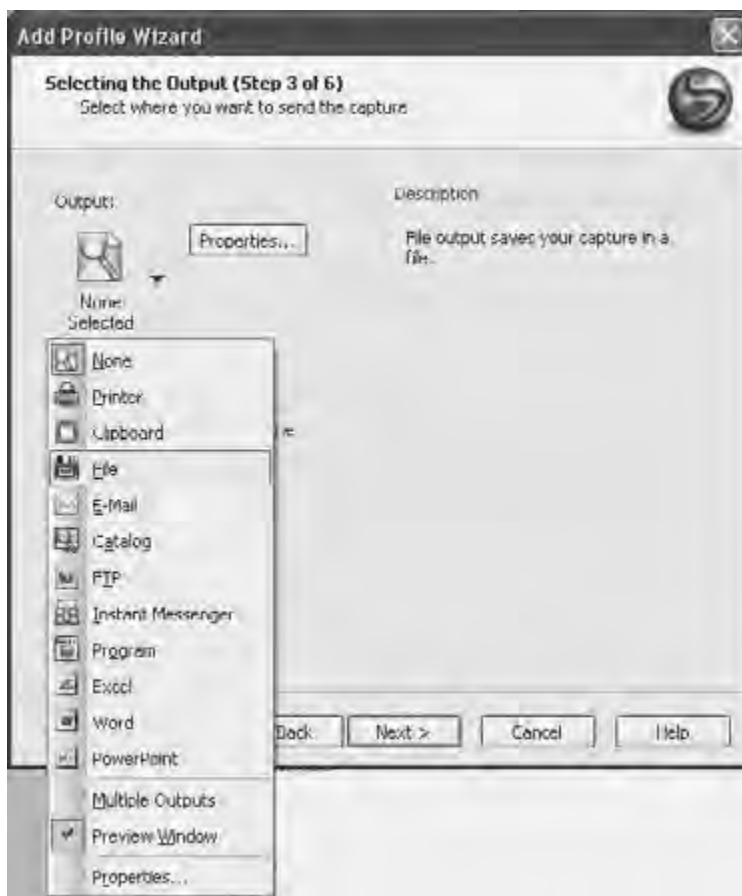 Add Profile Wizard
Selecting the Output (Step 3 of 6)
Select where you want to send the capture
Output:
Description
Properties...
File output saves your capture in a file.
None Selected
None
Printer
Clipboard
File
E-Mail
Catalog
FTP
Instant Messenger
Program
Excel
Word
PowerPoint
Multiple Outputs
Preview Window
Properties...
Back
Next >
Cancel
Help